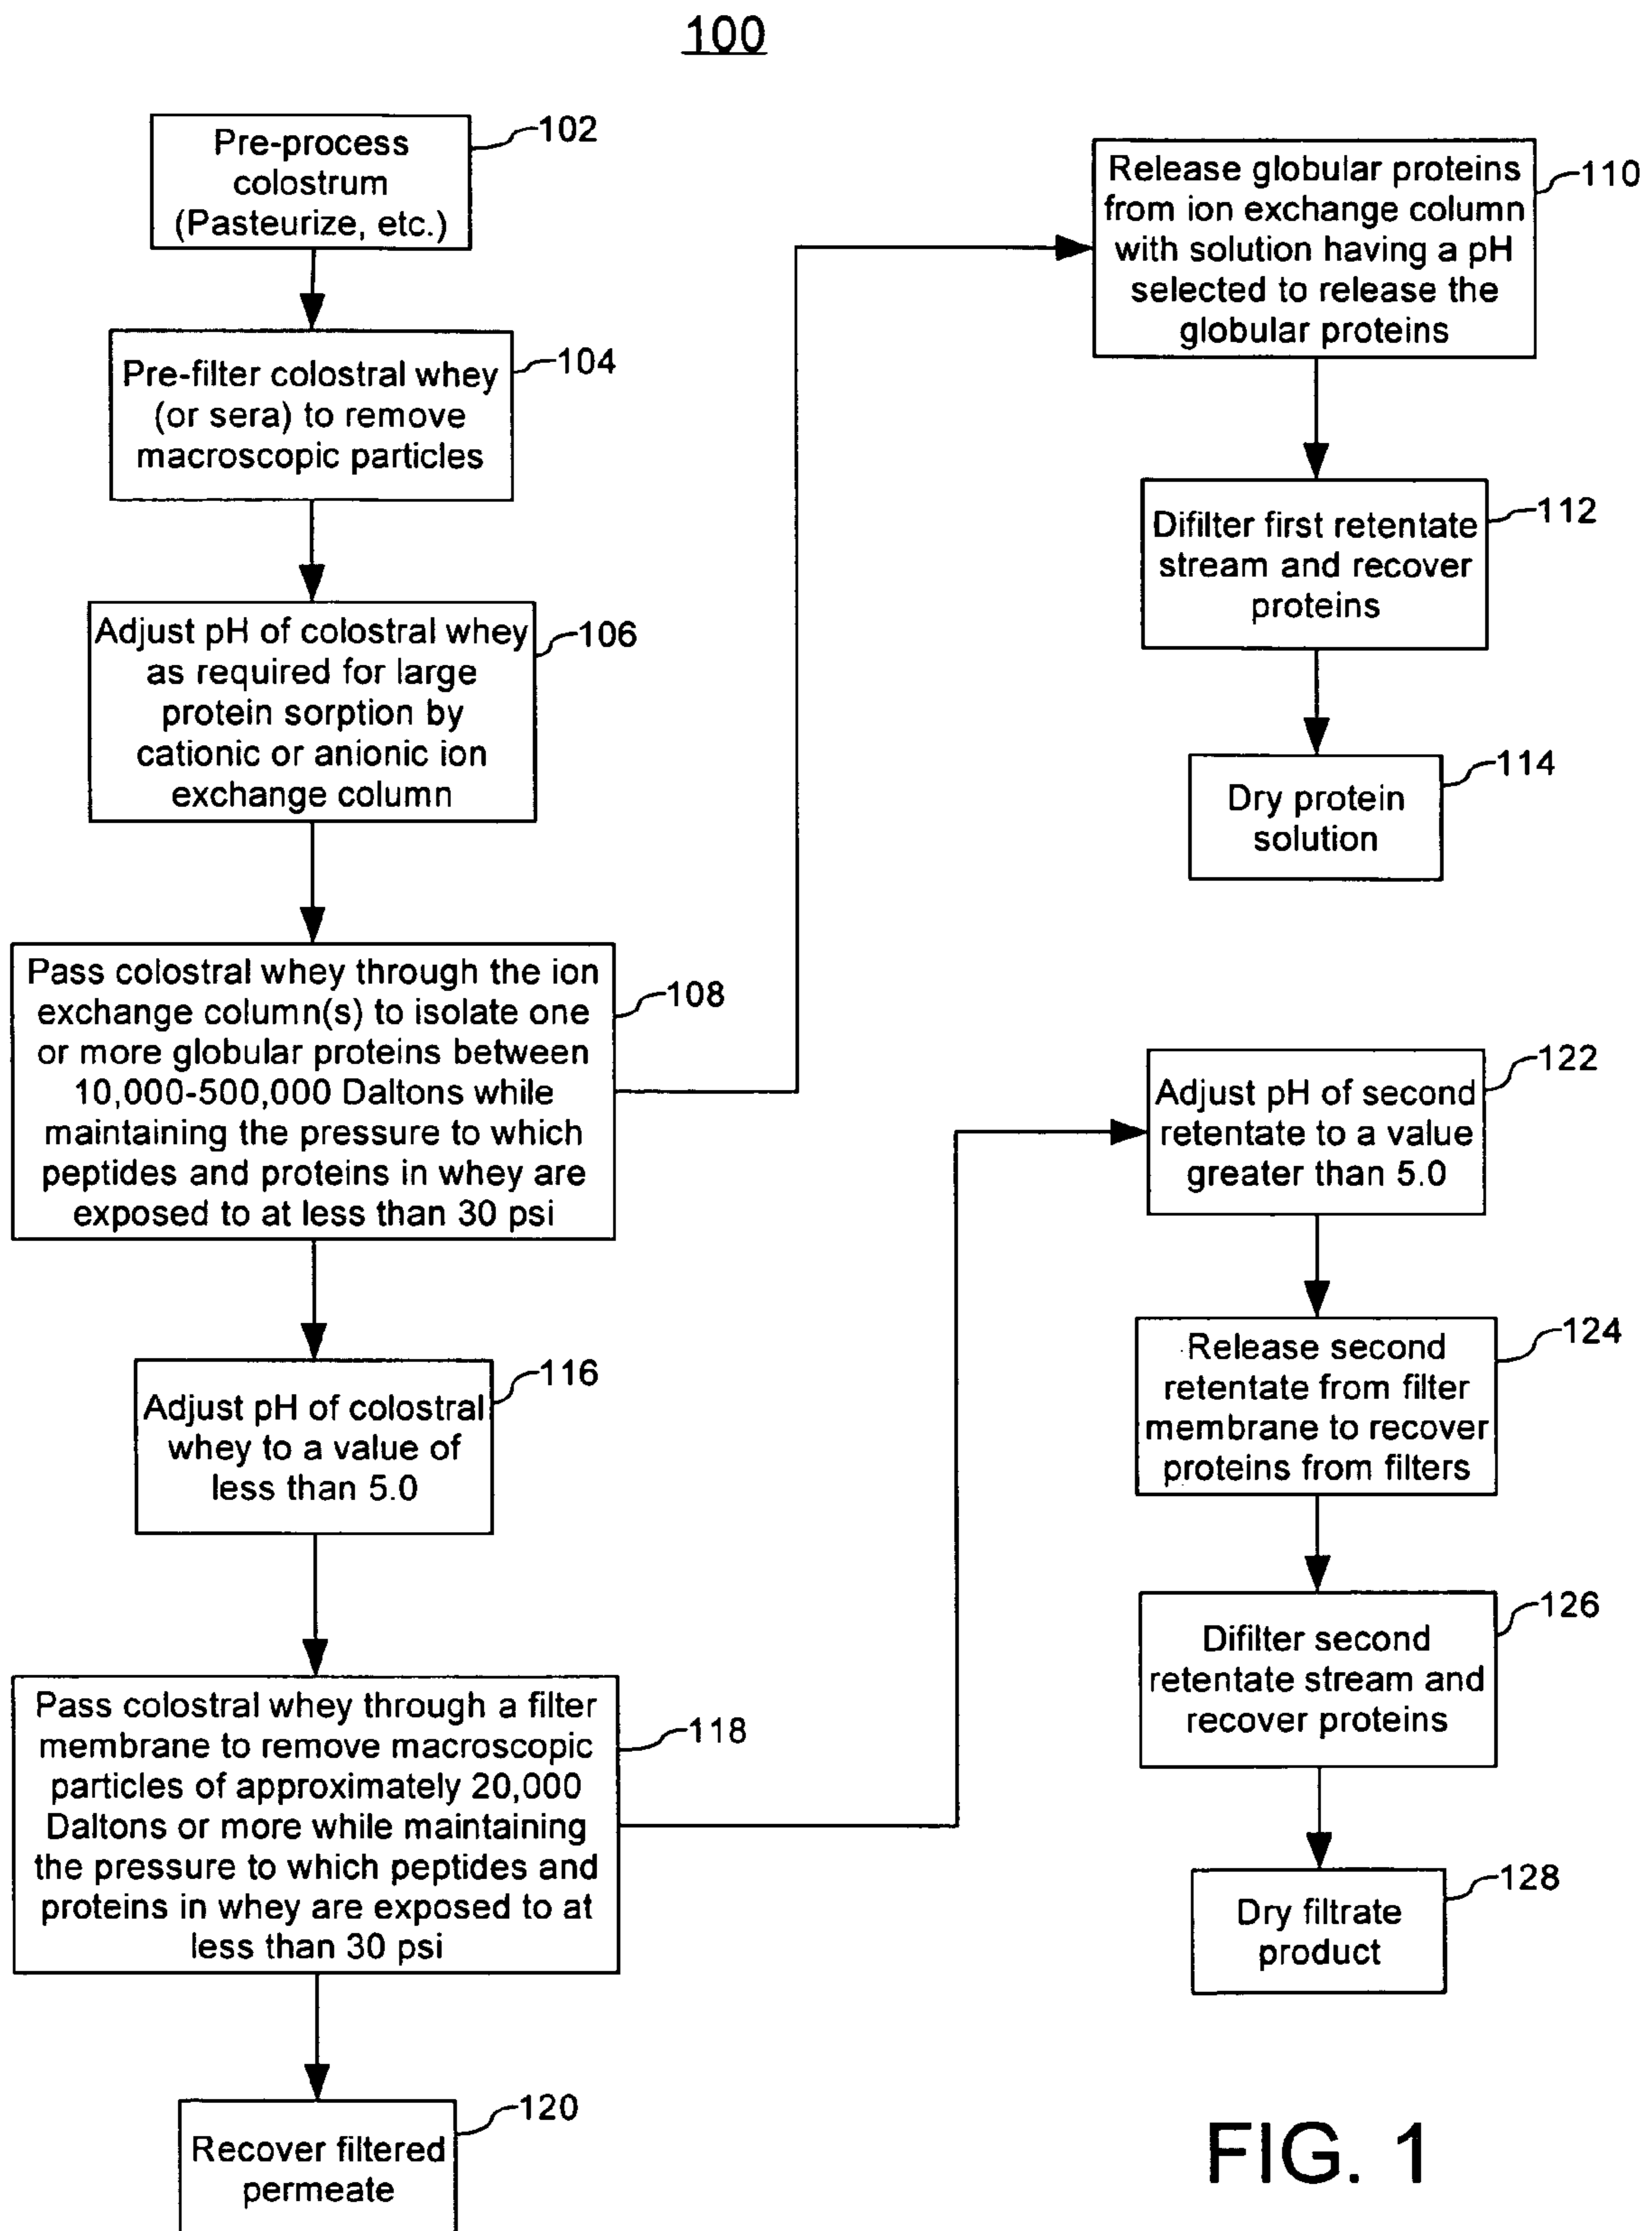 100
Pre-process
colostrum
(Pasteurize, etc.)
102
Pre-filter colostral whey
(or sera) to remove
macroscopic particles
104
Adjust pH of colostral whey
as required for large
protein sorption by
cationic or anionic ion
exchange column
106
Pass colostral whey through the ion
exchange column(s) to isolate one
or more globular proteins between
10,000-500,000 Daltons while
maintaining the pressure to which
peptides and proteins in whey are
exposed to at less than 30 psi
108
Release globular proteins
from ion exchange column
with solution having a pH
selected to release the
globular proteins
110
Difilter first retentate
stream and recover
proteins
112
Dry protein
solution
114
Adjust pH of colostral
whey to a value of
less than 5.0
116
Pass colostral whey through a filter
membrane to remove macroscopic
particles of approximately 20,000
Daltons or more while maintaining
the pressure to which peptides and
proteins in whey are exposed to at
less than 30 psi
118
Recover filtered
permeate
120
Adjust pH of second
retentate to a value
greater than 5.0
122
Release second
retentate from filter
membrane to recover
proteins from filters
124
Difilter second
retentate stream and
recover proteins
126
Dry filtrate
product
128
FIG. 1